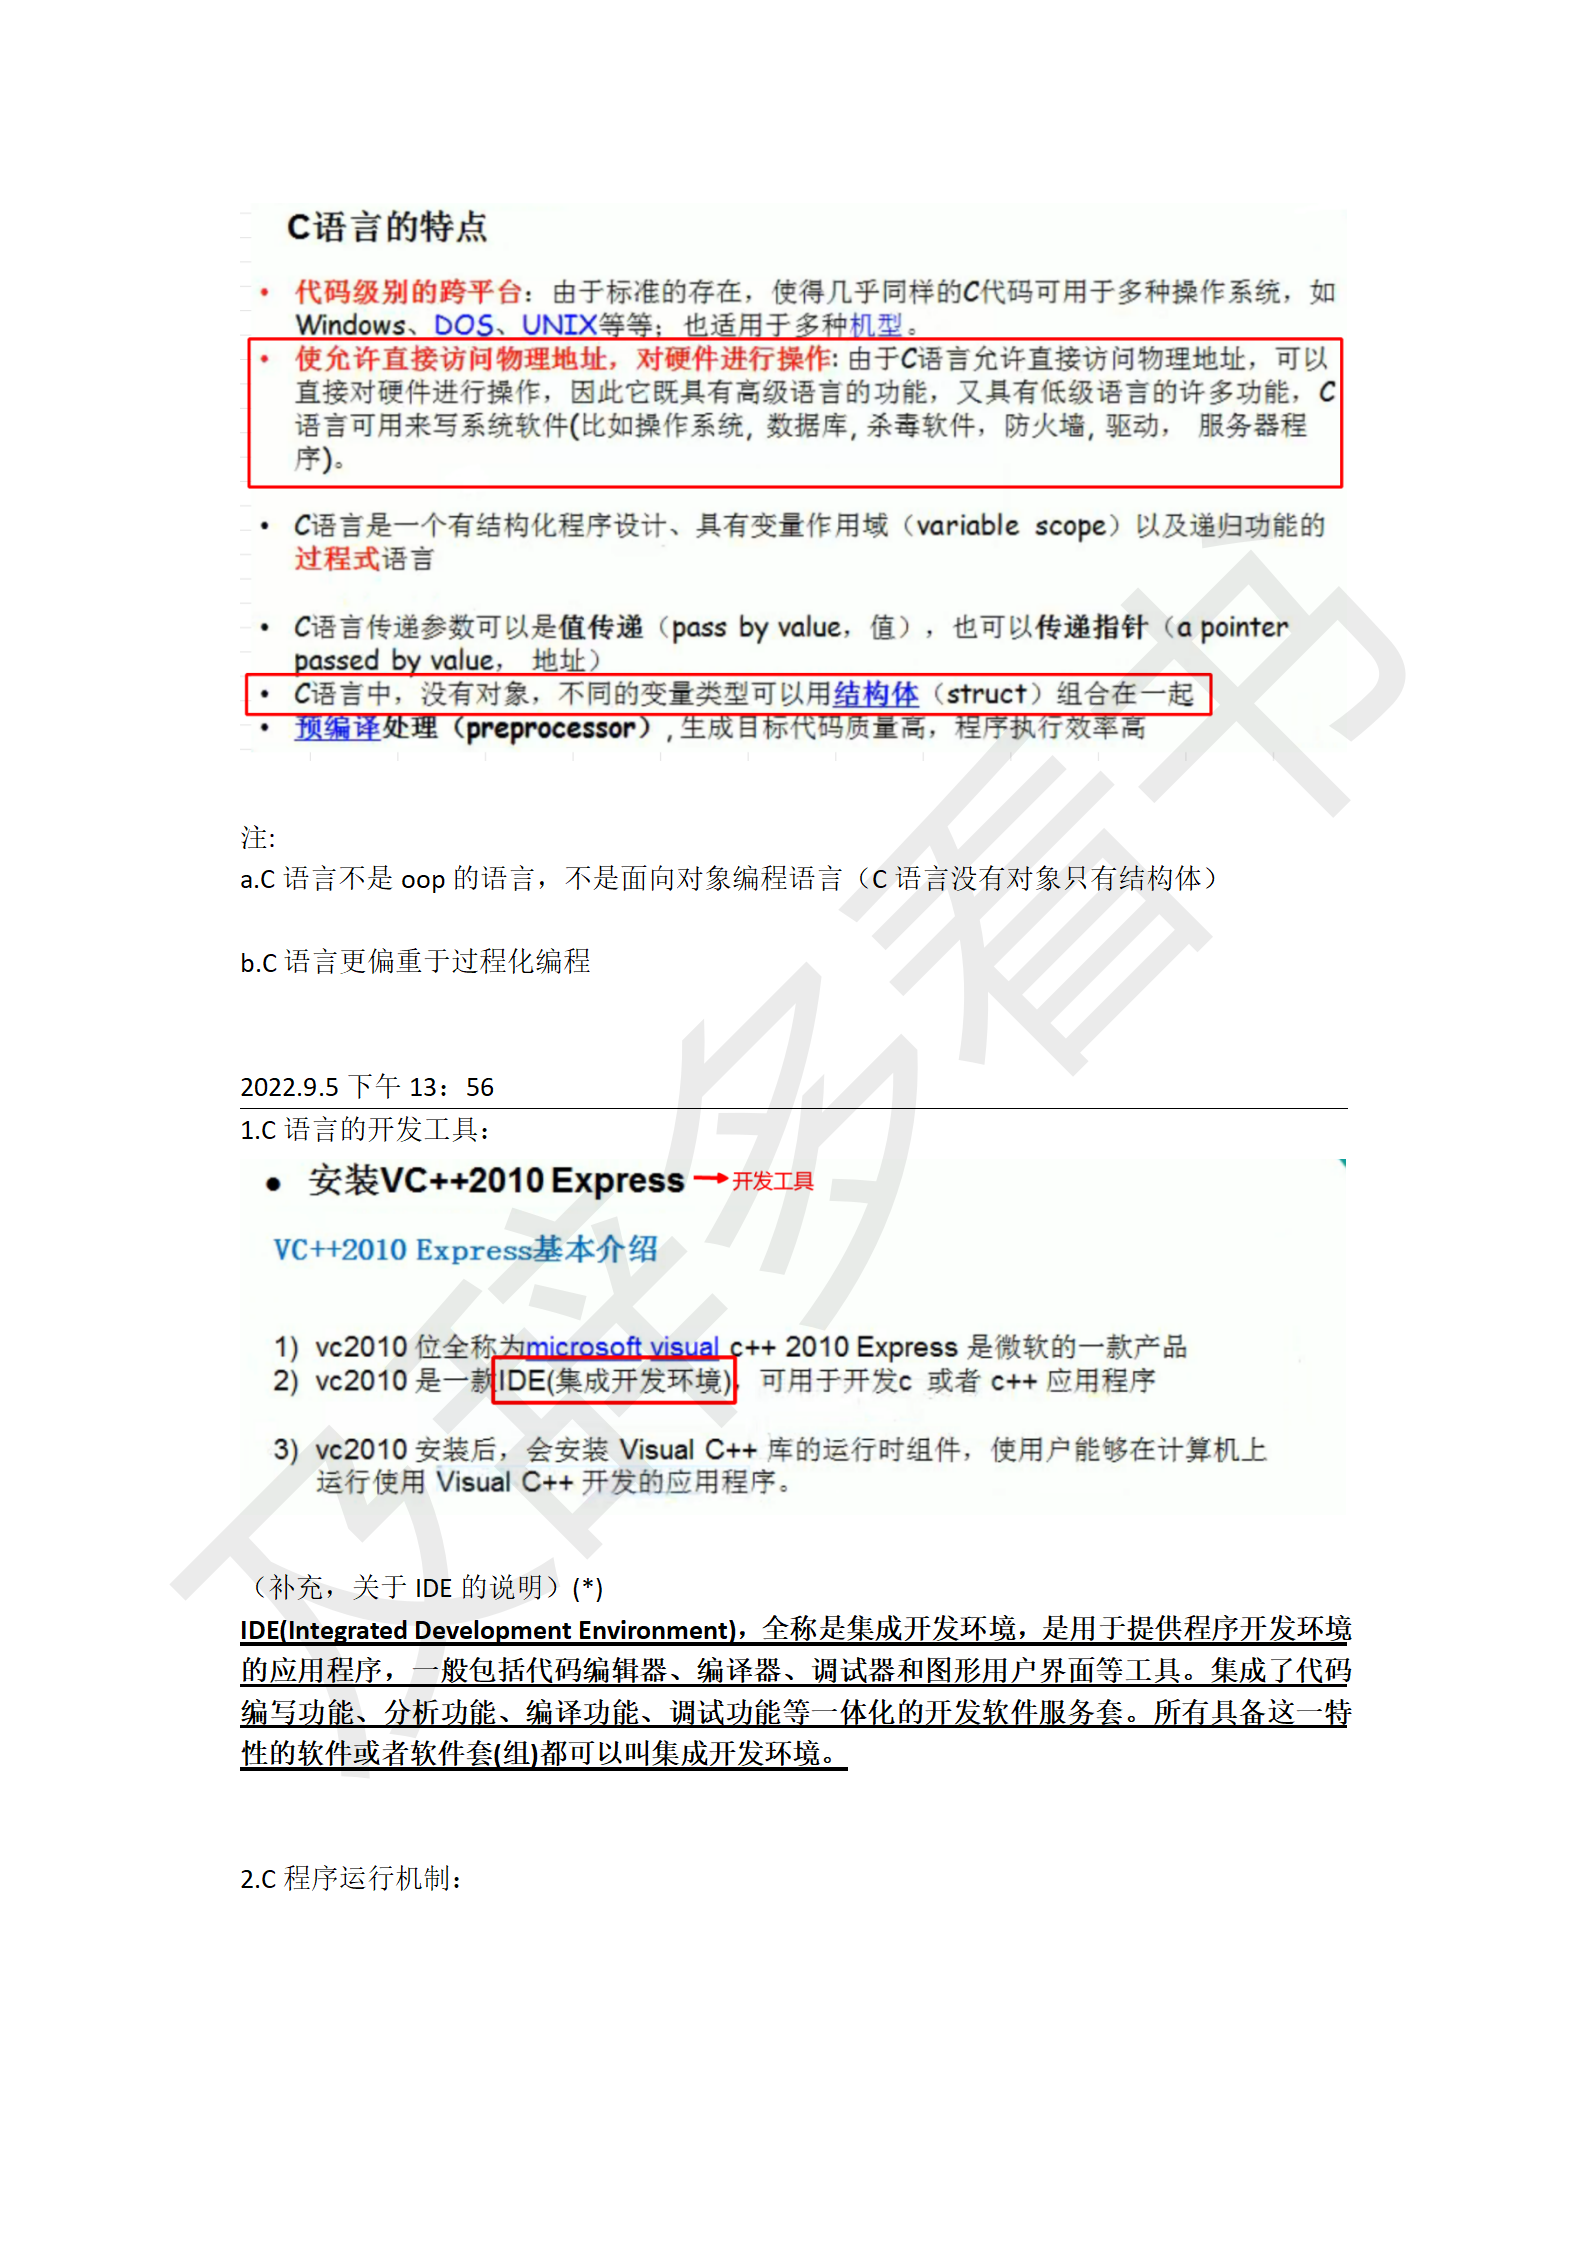 C语言的特点
• 代码级别的跨平台：由于标准的存在，使得几乎同样的C代码可用于多种操作系统，如
Windows、DOS、UNIX等等；也适用于多种机型。
• 使允许直接访问物理地址，对硬件进行操作: 由于C语言允许直接访问物理地址，可以
直接对硬件进行操作，因此它既具有高级语言的功能，又具有低级语言的许多功能，C
语言可用来写系统软件(比如操作系统, 数据库, 杀毒软件，防火墙, 驱动， 服务器程
序)。
• C语言是一个有结构化程序设计、具有变量作用域（variable scope）以及递归功能的
过程式语言
• C语言传递参数可以是值传递（pass by value，值），也可以传递指针（a pointer
passed by value， 地址）
• C语言中，没有对象，不同的变量类型可以用结构体（struct）组合在一起
• 预编译处理（preprocessor）, 生成目标代码质量高，程序执行效率高
注:
a.C 语言不是 oop 的语言，不是面向对象编程语言（C 语言没有对象只有结构体）
b.C 语言更偏重于过程化编程
2022.9.5 下午 13：56
1.C 语言的开发工具：
● 安装VC++2010 Express 开发工具
VC++2010 Express基本介绍
1) vc2010 位全称为microsoft visual c++ 2010 Express 是微软的一款产品
2) vc2010 是一款IDE(集成开发环境)，可用于开发c 或者 c++ 应用程序
3) vc2010 安装后，会安装 Visual C++ 库的运行时组件，使用户能够在计算机上
运行使用 Visual C++ 开发的应用程序。
（补充，关于 IDE 的说明）(*)
IDE(Integrated Development Environment)，全称是集成开发环境，是用于提供程序开发环境
的应用程序，一般包括代码编辑器、编译器、调试器和图形用户界面等工具。集成了代码
编写功能、分析功能、编译功能、调试功能等一体化的开发软件服务套。所有具备这一特
性的软件或者软件套(组)都可以叫集成开发环境。
2.C 程序运行机制：
及辞多看书